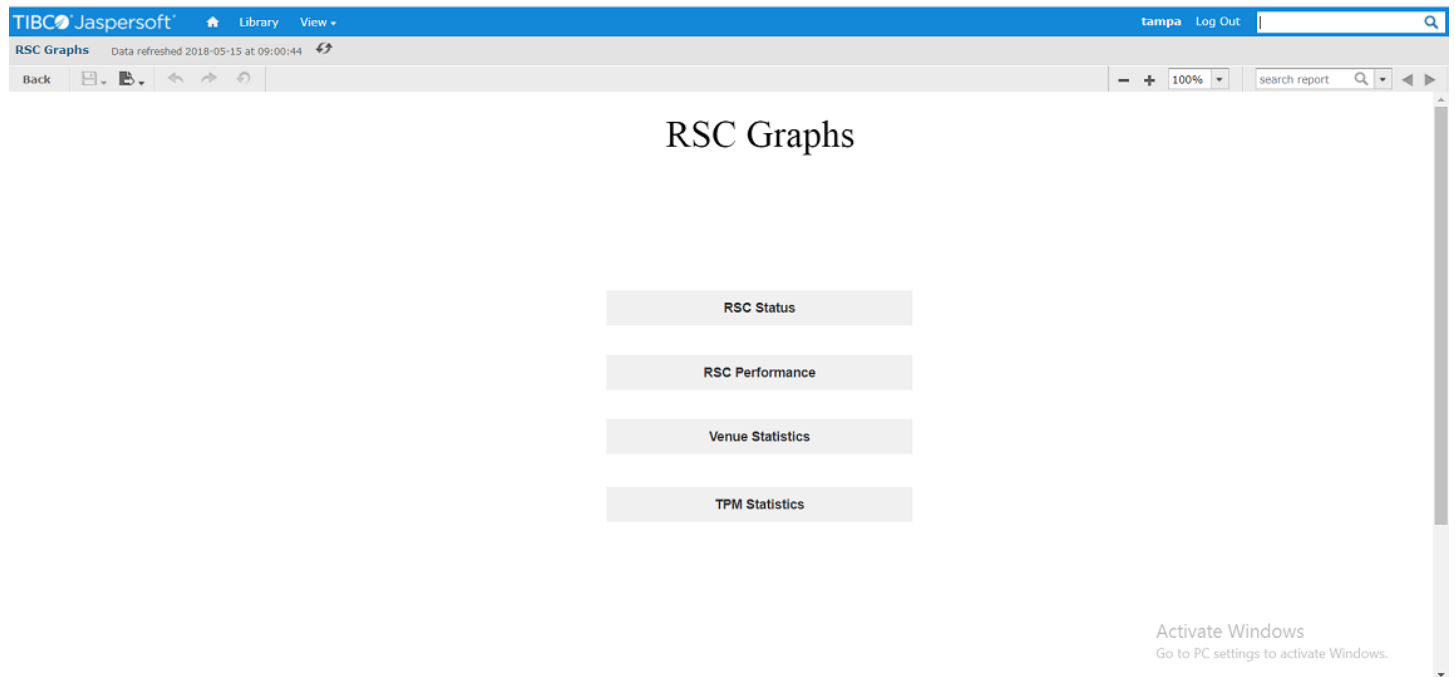 TIBCO Jaspersoft Library View tampa Log Out
RSC Graphs Data refreshed 2018-05-15 at 09:00:44
Back 100% search report
RSC Graphs
RSC Status
RSC Performance
Venue Statistics
TPM Statistics
Activate Windows
Go to PC settings to activate Windows.